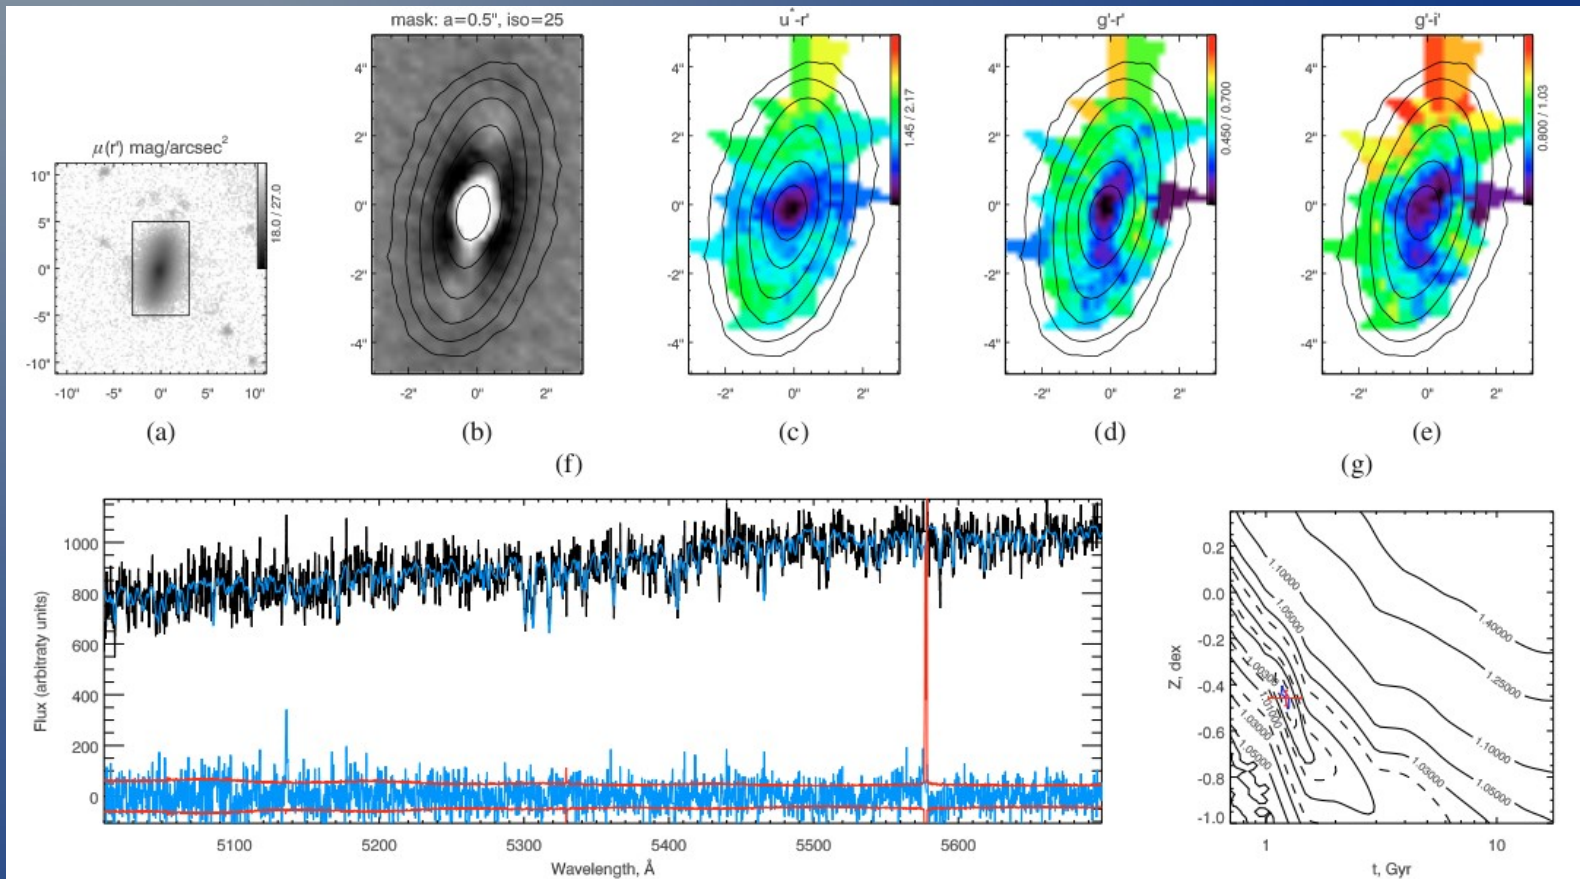 mask: a=0.5", iso=25
u*-r'
g'-r'
g'-i'
μ(r') mag/arcsec²
10"
5"
0"
-5"
-10"
-10" -5" 0" 5" 10"
18.0 / 27.0
4"
2"
0"
-2"
-4"
-2" 0" 2"
4"
2"
0"
-2"
-4"
-2" 0" 2"
1.45 / 2.17
4"
2"
0"
-2"
-4"
-2" 0" 2"
0.450 / 0.700
4"
2"
0"
-2"
-4"
-2" 0" 2"
0.800 / 1.03
(a) (b) (c) (d) (e)
(f) (g)
Flux (arbitraty units)
1000
800
600
400
200
0
5100 5200 5300 5400 5500 5600
Wavelength, Å
Z, dex
0.2
0.0
-0.2
-0.4
-0.6
-0.8
-1.0
1.10000
1.05000
1.40000
1.00300
1.01000
1.25000
1.03000
1.05000
1.10000
1.03000
1.05000
1 10
t, Gyr